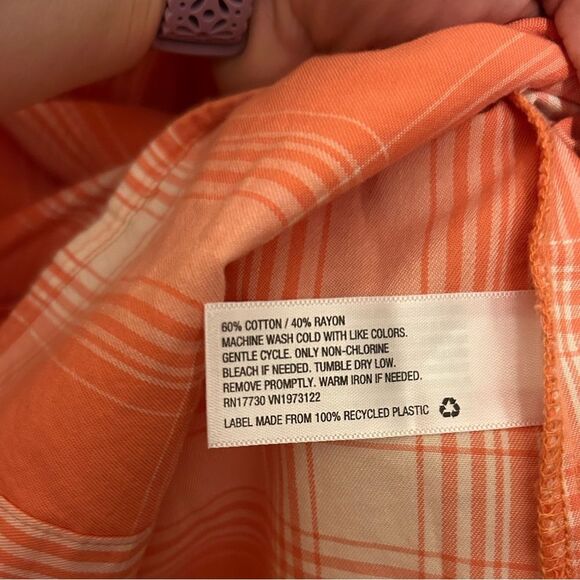 60% COTTON / 40% RAYON
MACHINE WASH COLD WITH LIKE COLORS.
GENTLE CYCLE. ONLY NON-CHLORINE
BLEACH IF NEEDED. TUMBLE DRY LOW.
REMOVE PROMPTLY. WARM IRON IF NEEDED.
RN17730 VN1973122
LABEL MADE FROM 100% RECYCLED PLASTIC